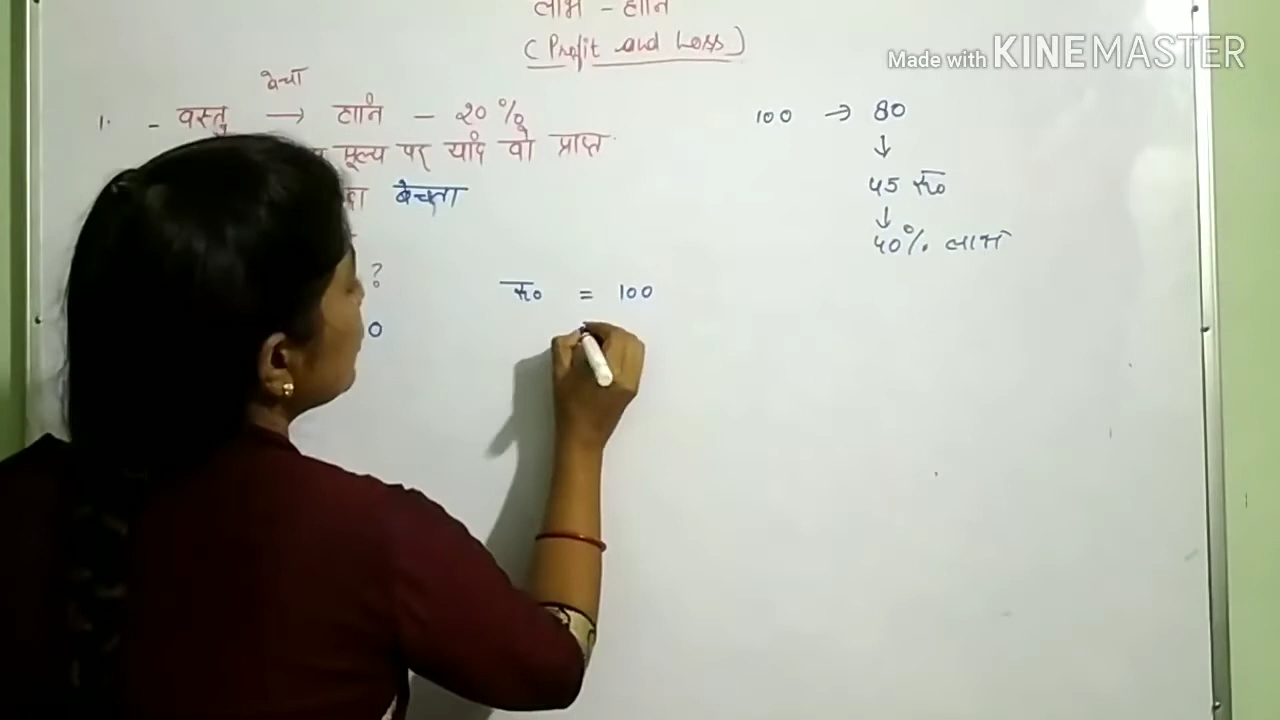 लाभ - हानि
(Profit and Loss)
Made with KINEMASTER
बेचा
1. - वस्तु → हानि - 20%
मूल्य पर यदि वो प्राप्त
बेचता
?
0
रू० = 100
100 → 80
↓
45 रू०
↓
40% लाभ